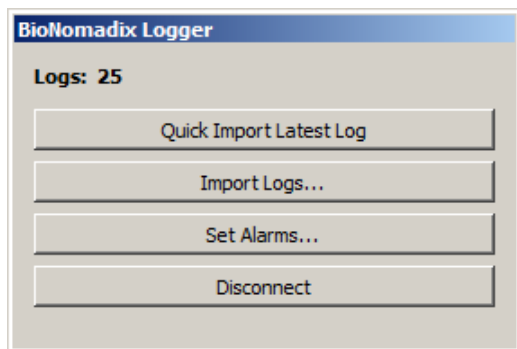 BioNomadix Logger
Logs: 25
Quick Import Latest Log
Import Logs...
Set Alarms...
Disconnect